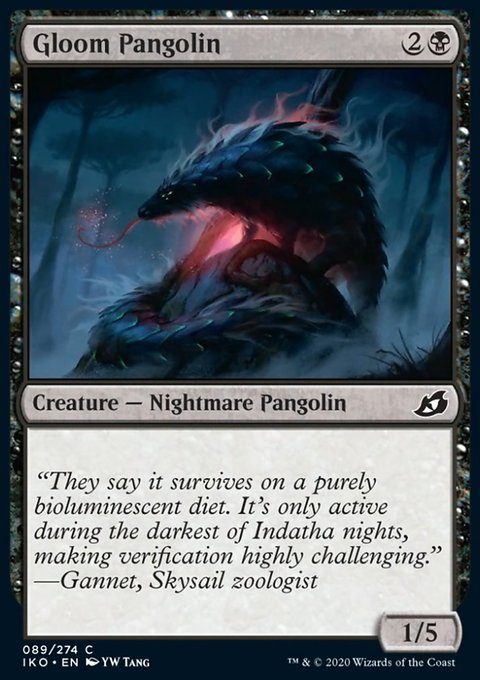 Gloom Pangolin 2
Creature — Nightmare Pangolin
“They say it survives on a purely
bioluminescent diet. It’s only active
during the darkest of Indatha nights,
making verification highly challenging.”
—Gannet, Skysail zoologist
1/5
089/274 C
IKO • EN YW Tang
™ & © 2020 Wizards of the Coast